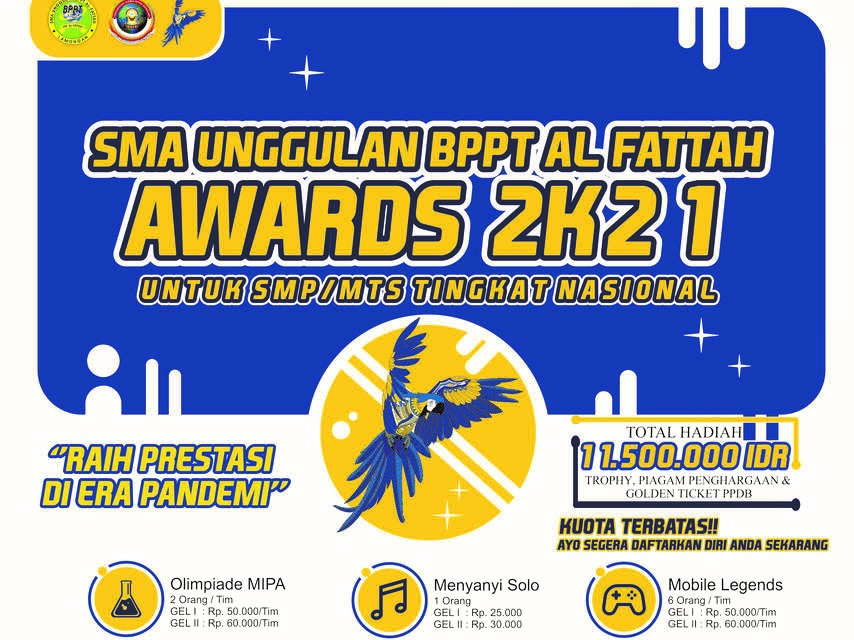 BPPT
LAMONGAN
SMA UNGGULAN BPPT AL FATTAH
AWARDS 2K21
UNTUK SMP/MTS TINGKAT NASIONAL
"RAIH PRESTASI
DI ERA PANDEMI"
TOTAL HADIAH
11.500.000 IDR
TROPHY, PIAGAM PENGHARGAAN &
GOLDEN TICKET PPDB
KUOTA TERBATAS!!
AYO SEGERA DAFTARKAN DIRI ANDA SEKARANG
Olimpiade MIPA
2 Orang / Tim
GEL I : Rp. 50.000/Tim
GEL II : Rp. 60.000/Tim
Menyanyi Solo
1 Orang
GEL I : Rp. 25.000
GEL II : Rp. 30.000
Mobile Legends
6 Orang / Tim
GEL I : Rp. 50.000/Tim
GEL II : Rp. 60.000/Tim